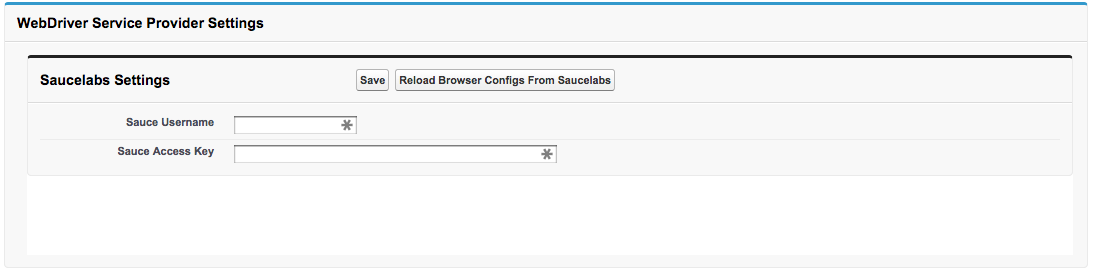 WebDriver Service Provider Settings
Saucelabs Settings Save Reload Browser Configs From Saucelabs
Sauce Username
Sauce Access Key